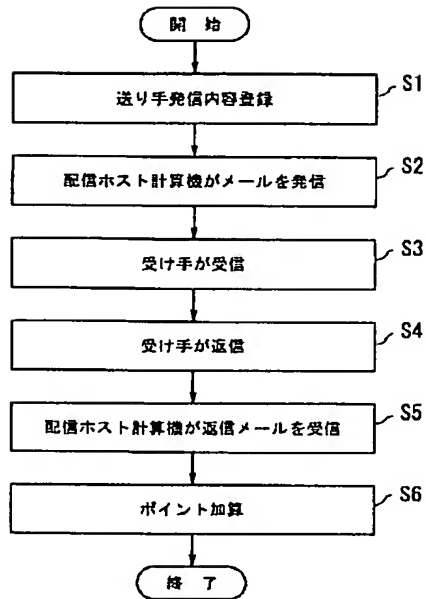 開 始
送り手発信内容登録
S1
配信ホスト計算機がメールを発信
S2
受け手が受信
S3
受け手が返信
S4
配信ホスト計算機が返信メールを受信
S5
ポイント加算
S6
終 了